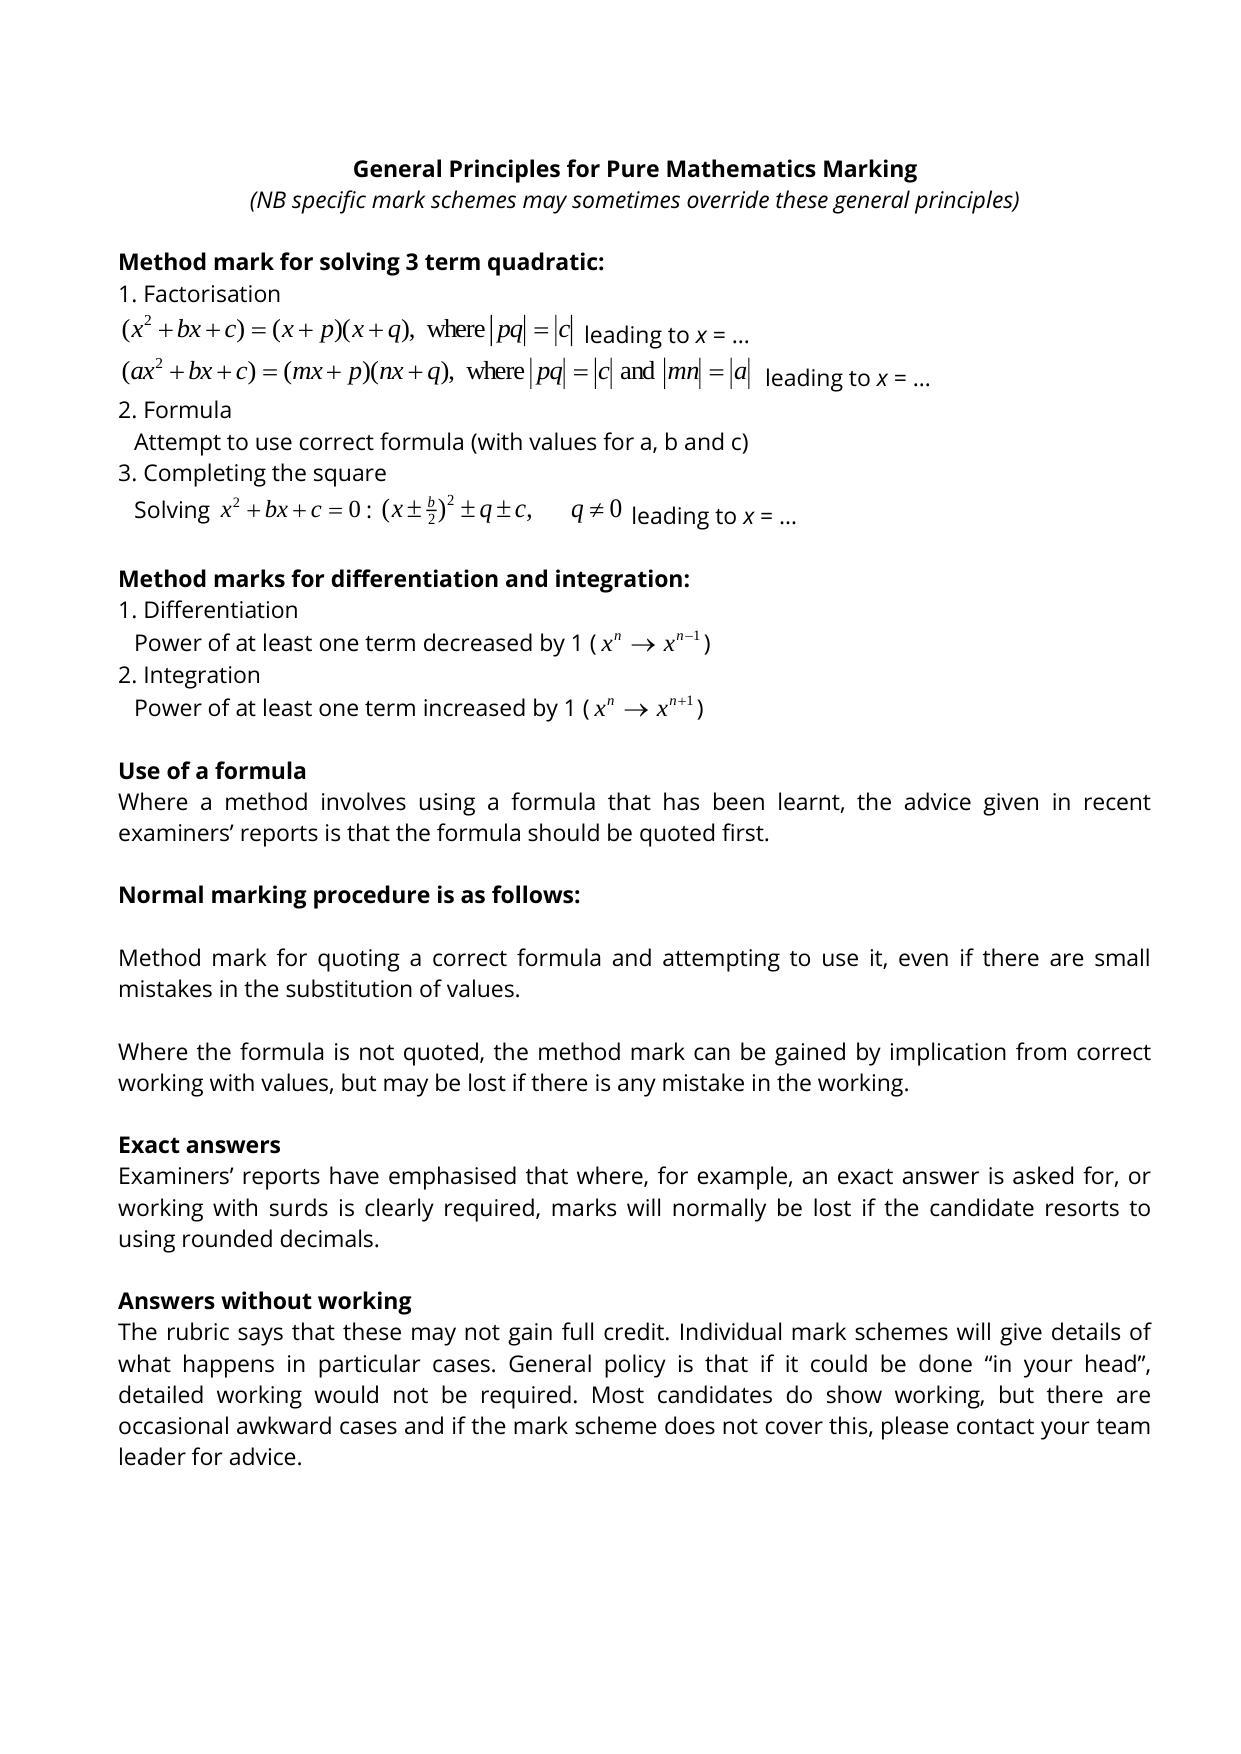 General Principles for Pure Mathematics Marking
(NB specific mark schemes may sometimes override these general principles)
Method mark for solving 3 term quadratic:
1. Factorisation
(x² + bx + c) = (x + p)(x + q), where |pq| = |c| leading to x = ...
(ax² + bx + c) = (mx + p)(nx + q), where |pq| = |c| and |mn| = |a| leading to x = ...
2. Formula
Attempt to use correct formula (with values for a, b and c)
3. Completing the square
Solving x² + bx + c = 0 : (x ± b/2)² ± q ± c, q ≠ 0 leading to x = ...
Method marks for differentiation and integration:
1. Differentiation
Power of at least one term decreased by 1 ( xⁿ → xⁿ⁻¹ )
2. Integration
Power of at least one term increased by 1 ( xⁿ → xⁿ⁺¹ )
Use of a formula
Where a method involves using a formula that has been learnt, the advice given in recent
examiners’ reports is that the formula should be quoted first.
Normal marking procedure is as follows:
Method mark for quoting a correct formula and attempting to use it, even if there are small
mistakes in the substitution of values.
Where the formula is not quoted, the method mark can be gained by implication from correct
working with values, but may be lost if there is any mistake in the working.
Exact answers
Examiners’ reports have emphasised that where, for example, an exact answer is asked for, or
working with surds is clearly required, marks will normally be lost if the candidate resorts to
using rounded decimals.
Answers without working
The rubric says that these may not gain full credit. Individual mark schemes will give details of
what happens in particular cases. General policy is that if it could be done “in your head”,
detailed working would not be required. Most candidates do show working, but there are
occasional awkward cases and if the mark scheme does not cover this, please contact your team
leader for advice.